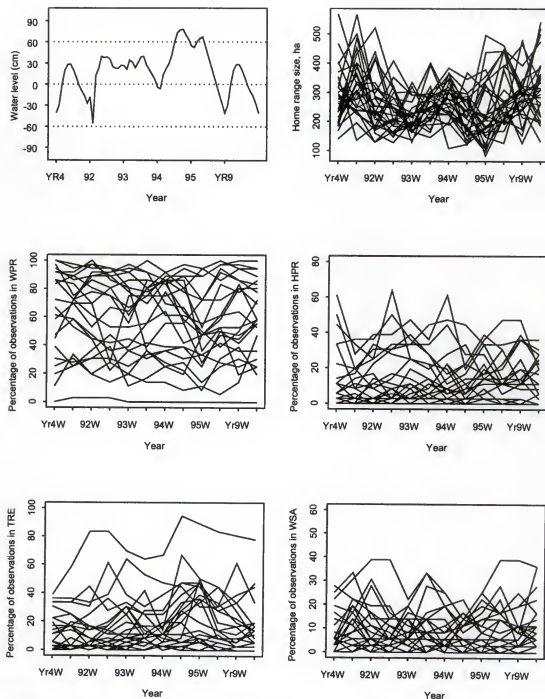 Water level (cm)
90
60
30
0
-30
-60
-90
YR4 92 93 94 95 YR9
Year
Home range size, ha
500
400
300
200
100
Yr4W 92W 93W 94W 95W Yr9W
Year
Percentage of observations in WPR
100
80
60
40
20
0
Yr4W 92W 93W 94W 95W Yr9W
Year
Percentage of observations in HPR
80
60
40
20
0
Yr4W 92W 93W 94W 95W Yr9W
Year
Percentage of observations in TRE
100
80
60
40
20
0
Yr4W 92W 93W 94W 95W Yr9W
Year
Percentage of observations in WSA
60
50
40
30
20
10
0
Yr4W 92W 93W 94W 95W Yr9W
Year